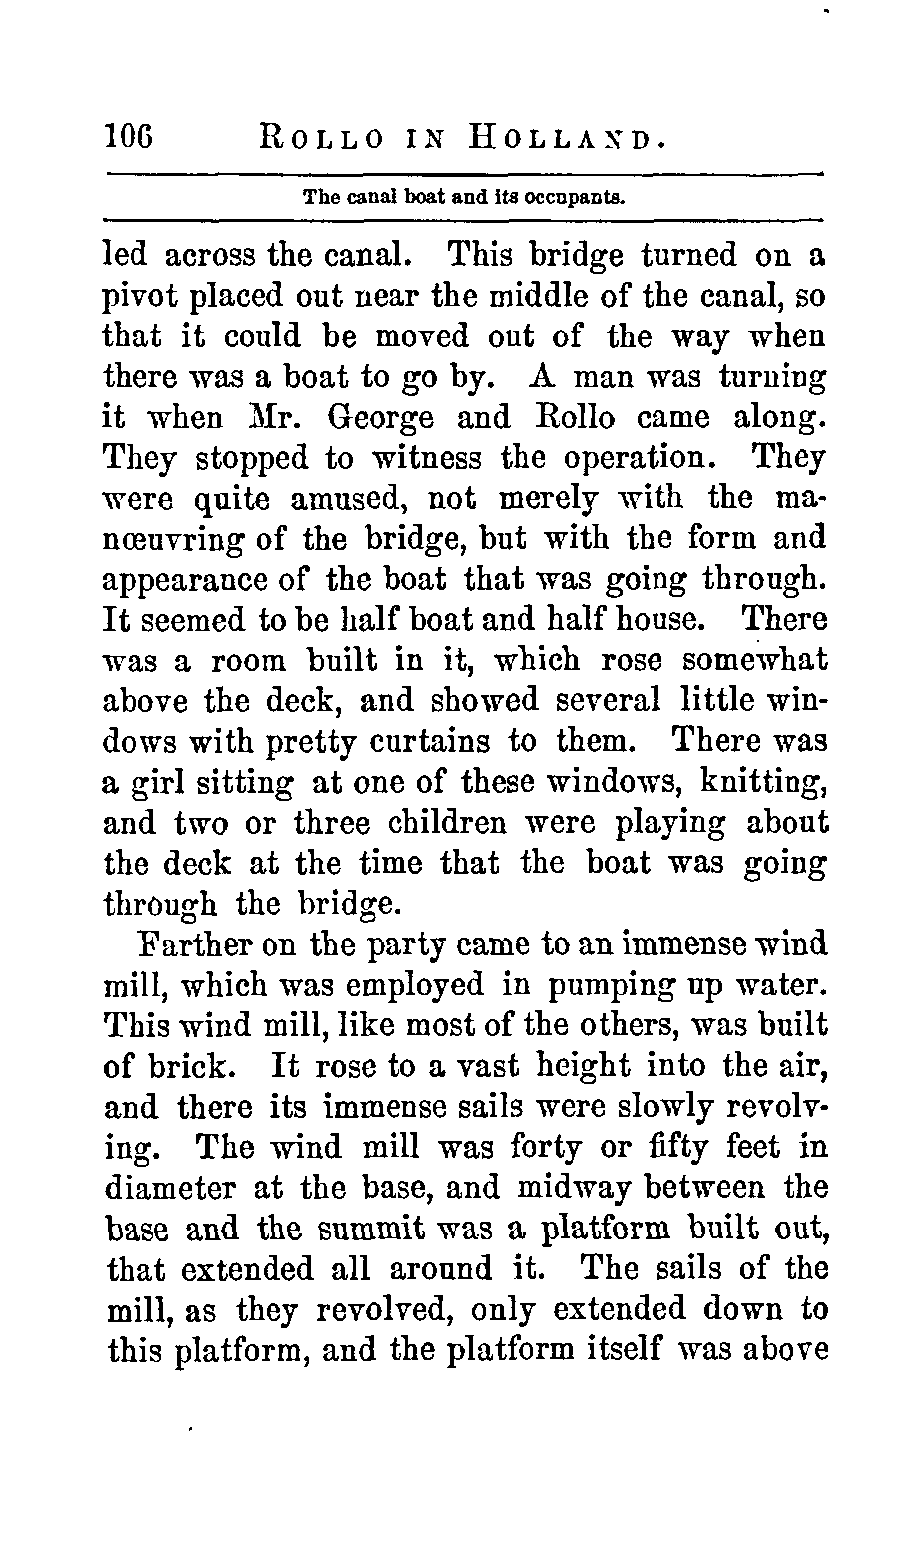 106 ROLLO IN HOLLAND.
The canal boat and its occupants.
led across the canal. This bridge turned on a
pivot placed out near the middle of the canal, so
that it could be moved out of the way when
there was a boat to go by. A man was turning
it when Mr. George and Rollo came along.
They stopped to witness the operation. They
were quite amused, not merely with the ma-
nœuvring of the bridge, but with the form and
appearance of the boat that was going through.
It seemed to be half boat and half house. There
was a room built in it, which rose somewhat
above the deck, and showed several little win-
dows with pretty curtains to them. There was
a girl sitting at one of these windows, knitting,
and two or three children were playing about
the deck at the time that the boat was going
through the bridge.
Farther on the party came to an immense wind
mill, which was employed in pumping up water.
This wind mill, like most of the others, was built
of brick. It rose to a vast height into the air,
and there its immense sails were slowly revolv-
ing. The wind mill was forty or fifty feet in
diameter at the base, and midway between the
base and the summit was a platform built out,
that extended all around it. The sails of the
mill, as they revolved, only extended down to
this platform, and the platform itself was above